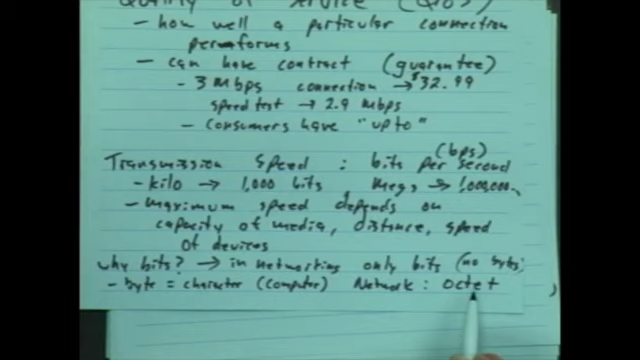 Quality of Service (QoS)
- how well a particular connection
performs
- can have contract (guarantee)
- 3 Mbps connection → $32.99
speed test → 2.9 Mbps
- consumers have "up to"
(bps)
Transmission Speed : bits per second
- kilo → 1,000 bits, mega → 1,000,000
- maximum speed depends on
capacity of media, distance, speed
of devices
why bits? → in networking only bits (no bytes
- byte = character (computer) Network : octet )